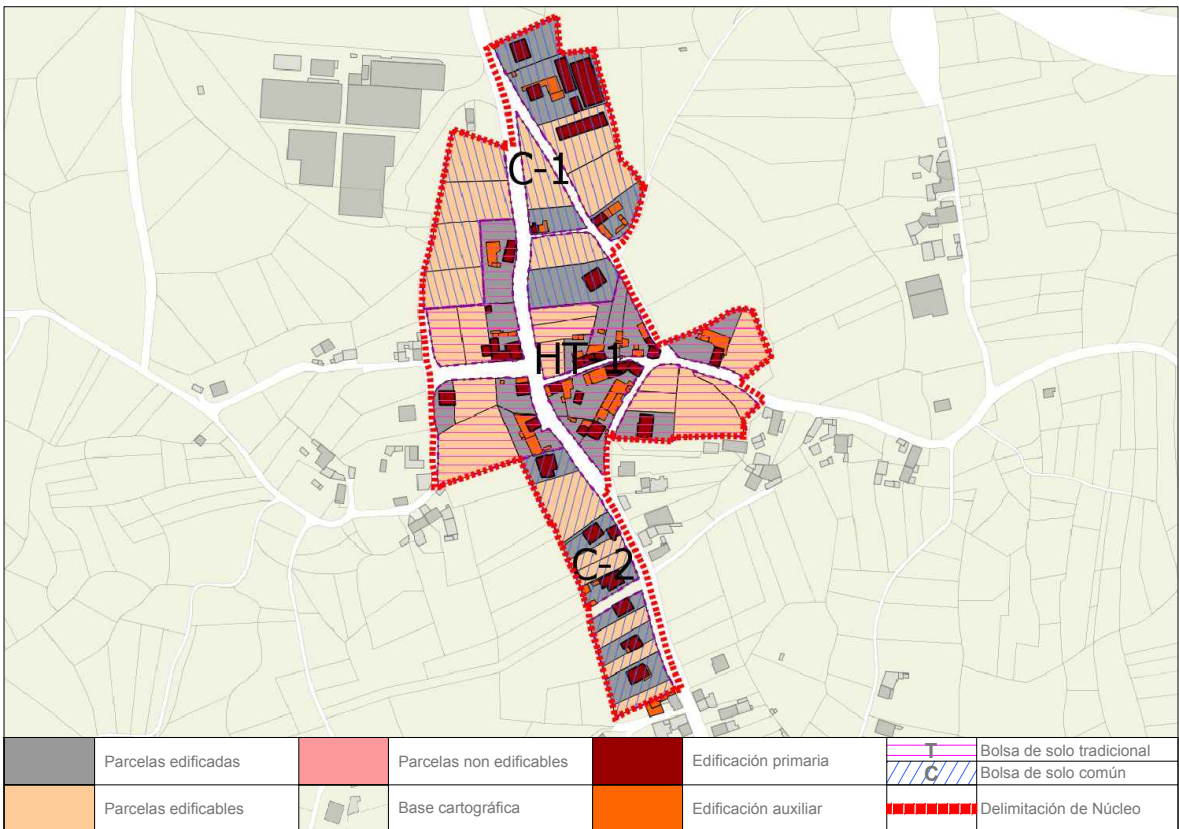 C-1
HT-1
C-2
Parcelas edificadas
Parcelas non edificables
Edificación primaria
T
Bolsa de solo tradicional
C
Bolsa de solo común
Parcelas edificables
Base cartográfica
Edificación auxiliar
Delimitación de Núcleo